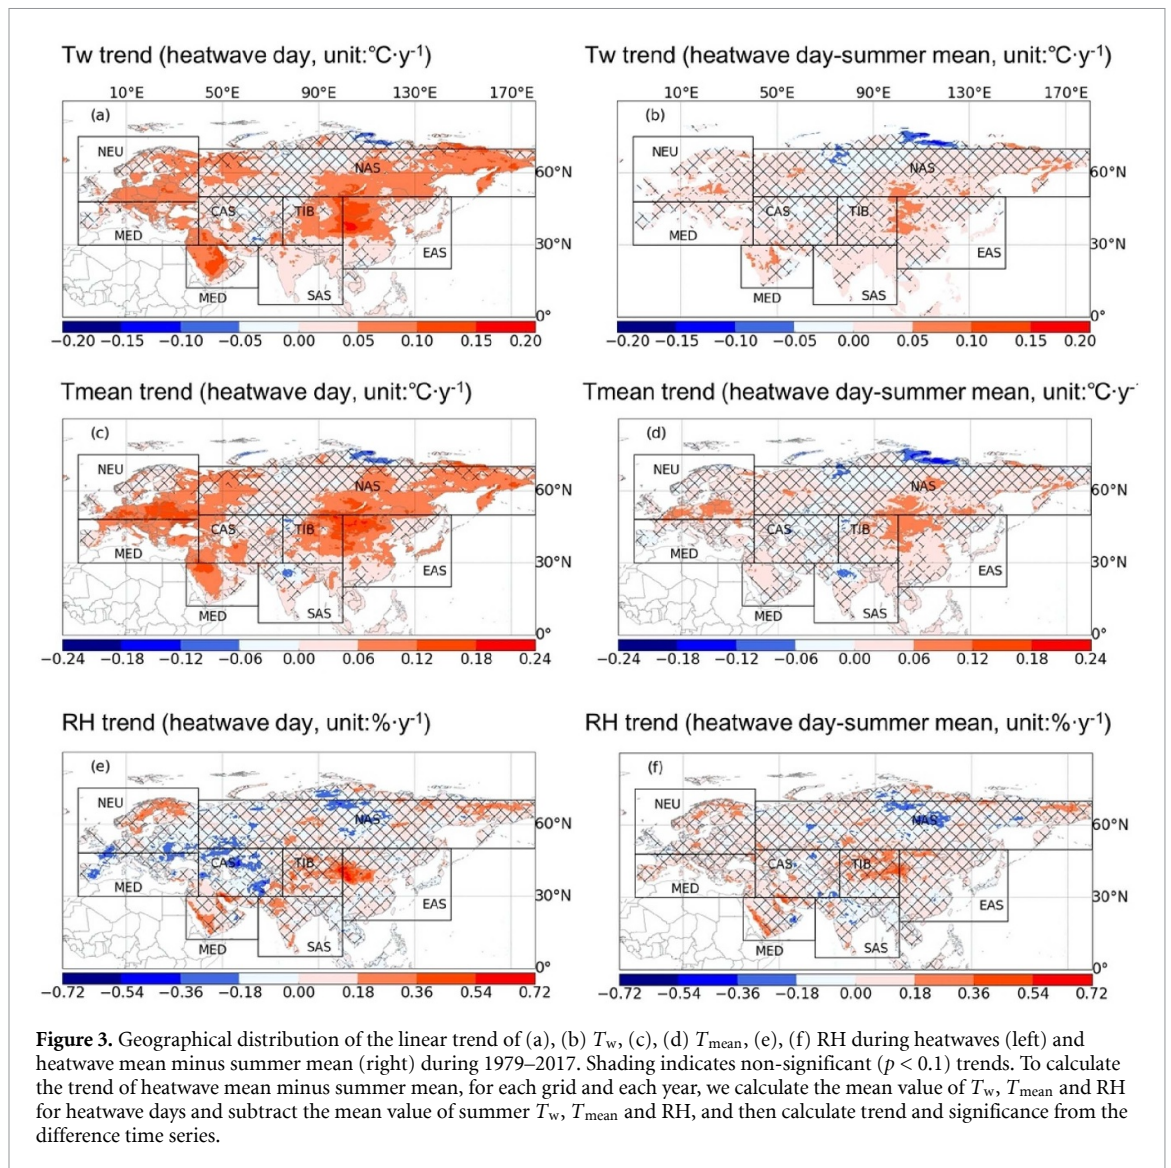 Tw trend (heatwave day, unit:℃·y⁻¹)
Tw trend (heatwave day-summer mean, unit:℃·y⁻¹)
10°E 50°E 90°E 130°E 170°E
10°E 50°E 90°E 130°E 170°E
(a)
NEU
NAS
60°N
CAS
TIB
MED
30°N
EAS
MED
SAS
0°
−0.20 −0.15 −0.10 −0.05 0.00 0.05 0.10 0.15 0.20
(b)
NEU
NAS
60°N
CAS
TIB
MED
30°N
EAS
MED
SAS
0°
−0.20 −0.15 −0.10 −0.05 0.00 0.05 0.10 0.15 0.20
Tmean trend (heatwave day, unit:℃·y⁻¹)
Tmean trend (heatwave day-summer mean, unit:℃·y⁻
(c)
NEU
NAS
60°N
CAS
TIB
MED
30°N
EAS
MED
SAS
0°
−0.24 −0.18 −0.12 −0.06 0.00 0.06 0.12 0.18 0.24
(d)
NEU
NAS
60°N
CAS
TIB
MED
30°N
EAS
MED
SAS
0°
−0.24 −0.18 −0.12 −0.06 0.00 0.06 0.12 0.18 0.24
RH trend (heatwave day, unit:%·y⁻¹)
RH trend (heatwave day-summer mean, unit:%·y⁻¹)
(e)
NEU
NAS
60°N
CAS
TIB
MED
30°N
EAS
MED
SAS
0°
−0.72 −0.54 −0.36 −0.18 0.00 0.18 0.36 0.54 0.72
(f)
NEU
NAS
60°N
CAS
TIB
MED
30°N
EAS
MED
SAS
0°
−0.72 −0.54 −0.36 −0.18 0.00 0.18 0.36 0.54 0.72
Figure 3. Geographical distribution of the linear trend of (a), (b) Tw, (c), (d) Tmean, (e), (f) RH during heatwaves (left) and
heatwave mean minus summer mean (right) during 1979–2017. Shading indicates non-significant (p < 0.1) trends. To calculate
the trend of heatwave mean minus summer mean, for each grid and each year, we calculate the mean value of Tw, Tmean and RH
for heatwave days and subtract the mean value of summer Tw, Tmean and RH, and then calculate trend and significance from the
difference time series.